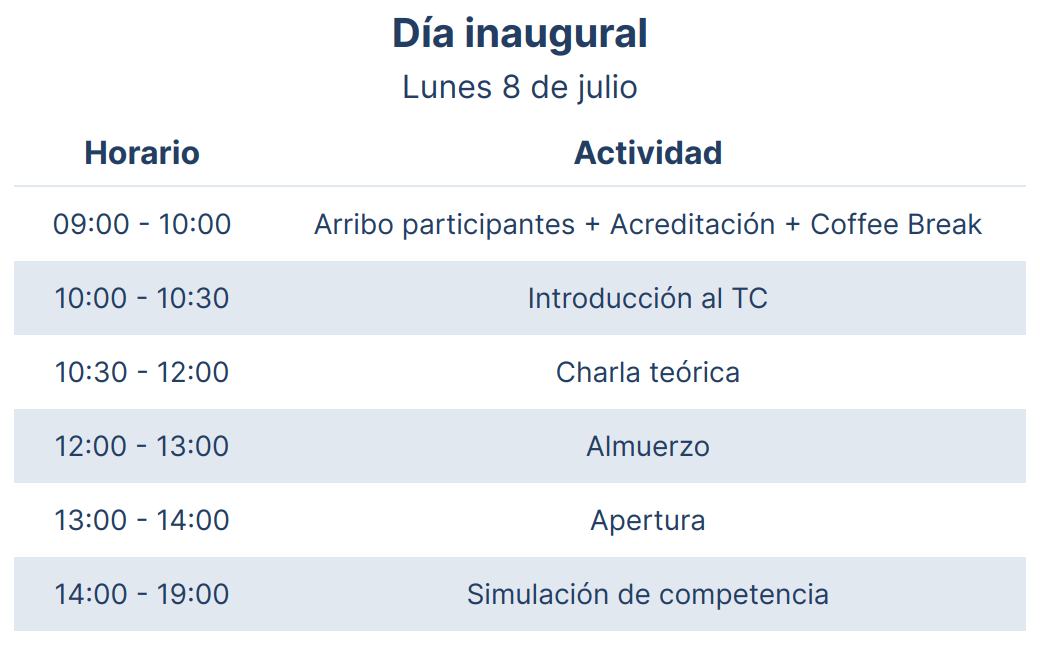 Día inaugural
Lunes 8 de julio
Horario Actividad
09:00 - 10:00 Arribo participantes + Acreditación + Coffee Break
10:00 - 10:30 Introducción al TC
10:30 - 12:00 Charla teórica
12:00 - 13:00 Almuerzo
13:00 - 14:00 Apertura
14:00 - 19:00 Simulación de competencia